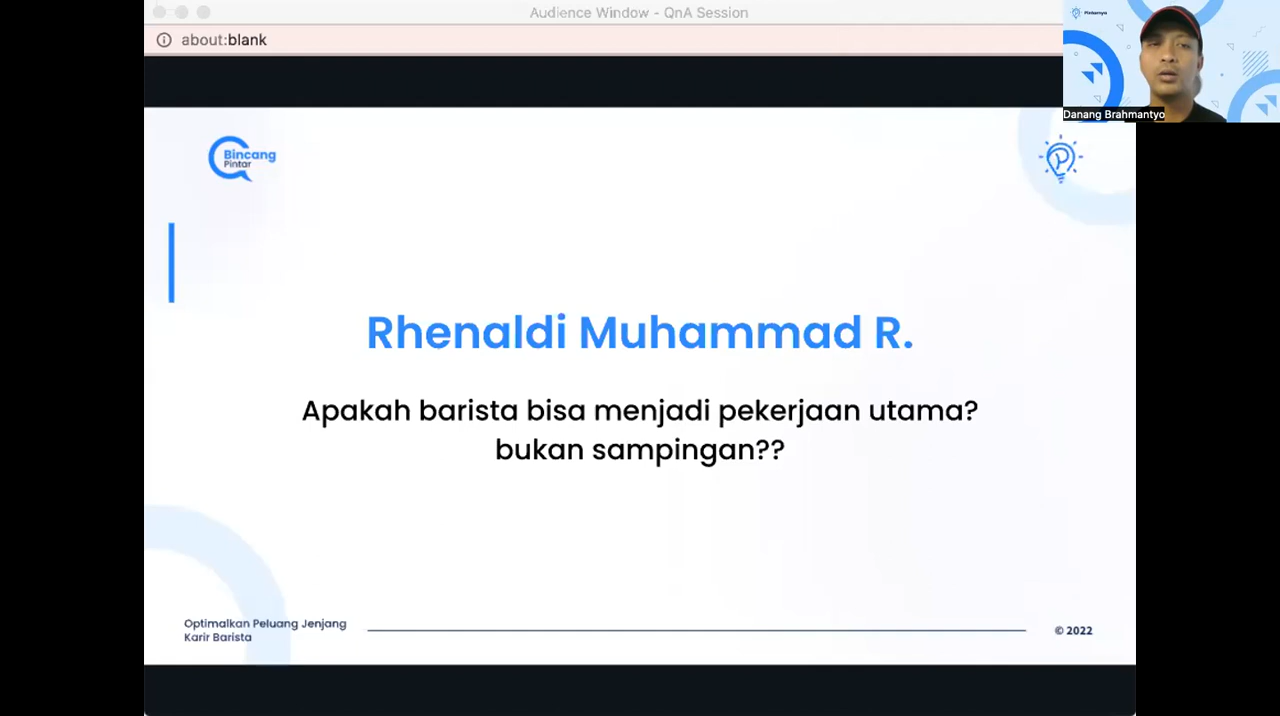 Audience Window - QnA Session
about:blank
Pintarnya
Danang Brahmantyo
Bincang
Pintar
Rhenaldi Muhammad R.
Apakah barista bisa menjadi pekerjaan utama?
bukan sampingan??
Optimalkan Peluang Jenjang
Karir Barista
© 2022